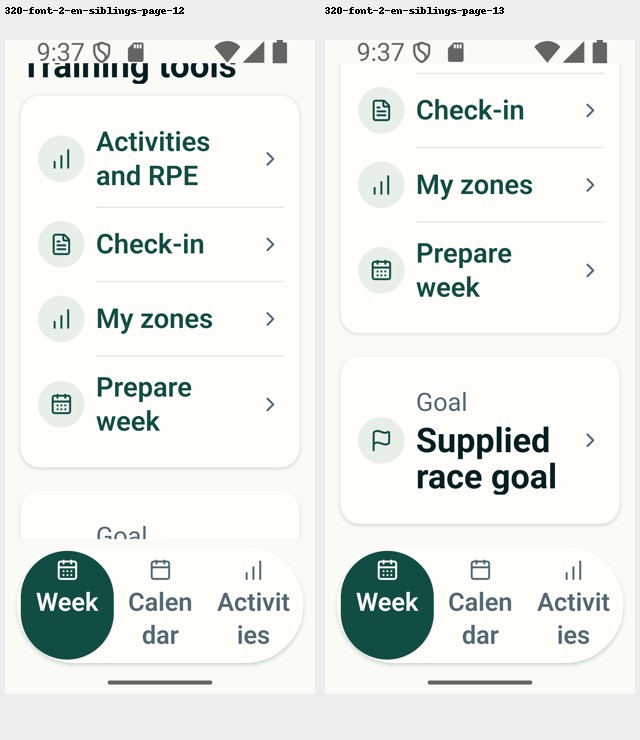 320-font-2-en-siblings-page-12
9:37
Training tools
Activities
and RPE
Check-in
My zones
Prepare
week
Goal
Week
Calen
dar
Activit
ies
320-font-2-en-siblings-page-13
9:37
Check-in
My zones
Prepare
week
Goal
Supplied
race goal
Week
Calen
dar
Activit
ies